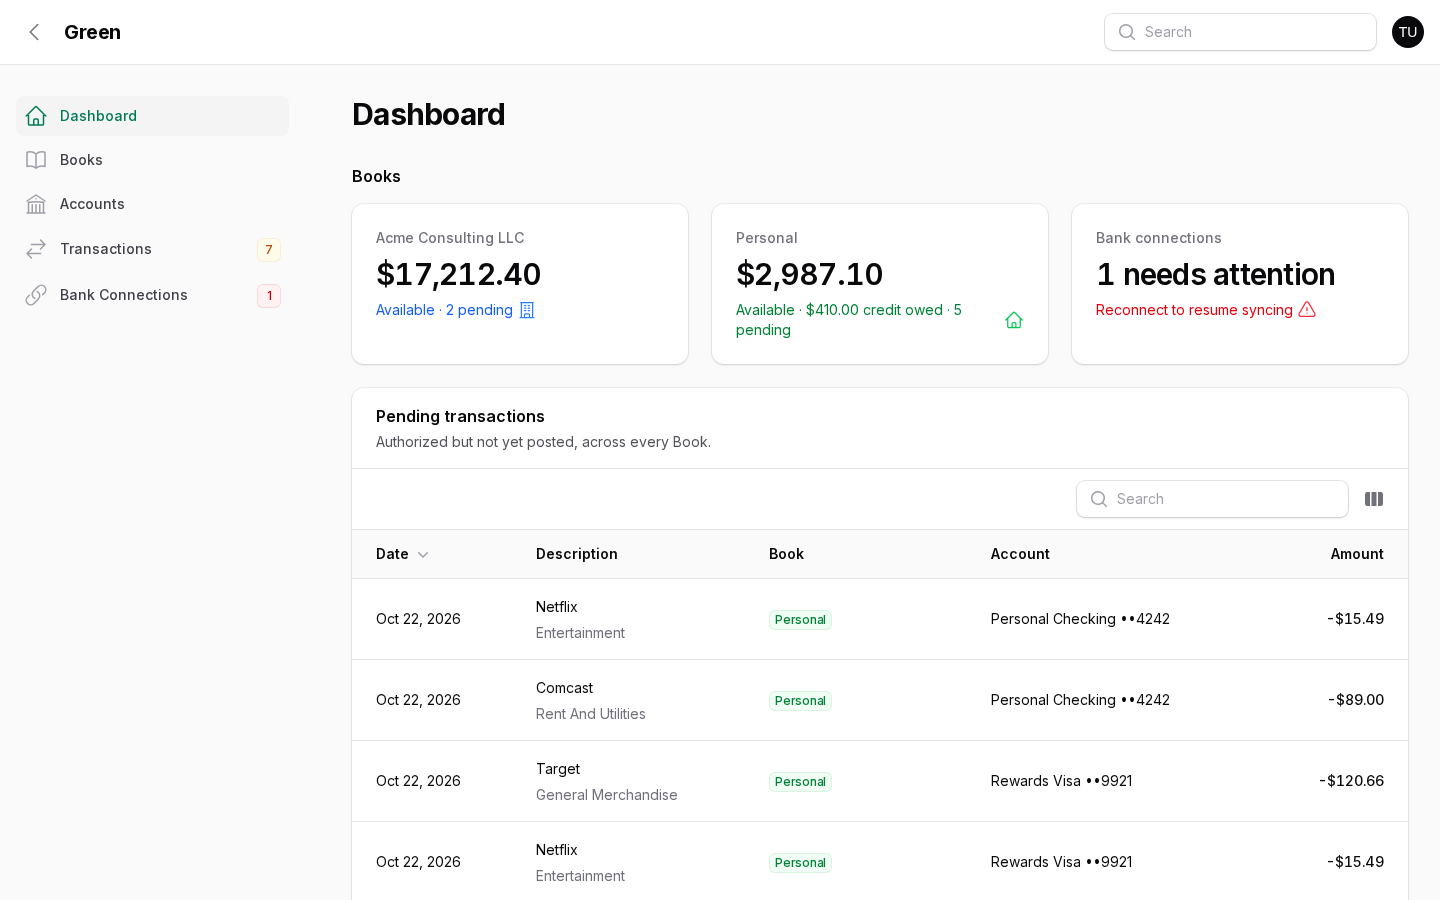 Green
Search
TU
Dashboard
Books
Accounts
Transactions 7
Bank Connections 1
Dashboard
Books
Acme Consulting LLC
$17,212.40
Available · 2 pending
Personal
$2,987.10
Available · $410.00 credit owed · 5
pending
Bank connections
1 needs attention
Reconnect to resume syncing
Pending transactions
Authorized but not yet posted, across every Book.
Search
Date Description Book Account Amount
Oct 22, 2026 Netflix Personal Personal Checking ••4242 -$15.49
Entertainment
Oct 22, 2026 Comcast Personal Personal Checking ••4242 -$89.00
Rent And Utilities
Oct 22, 2026 Target Personal Rewards Visa ••9921 -$120.66
General Merchandise
Oct 22, 2026 Netflix Personal Rewards Visa ••9921 -$15.49
Entertainment